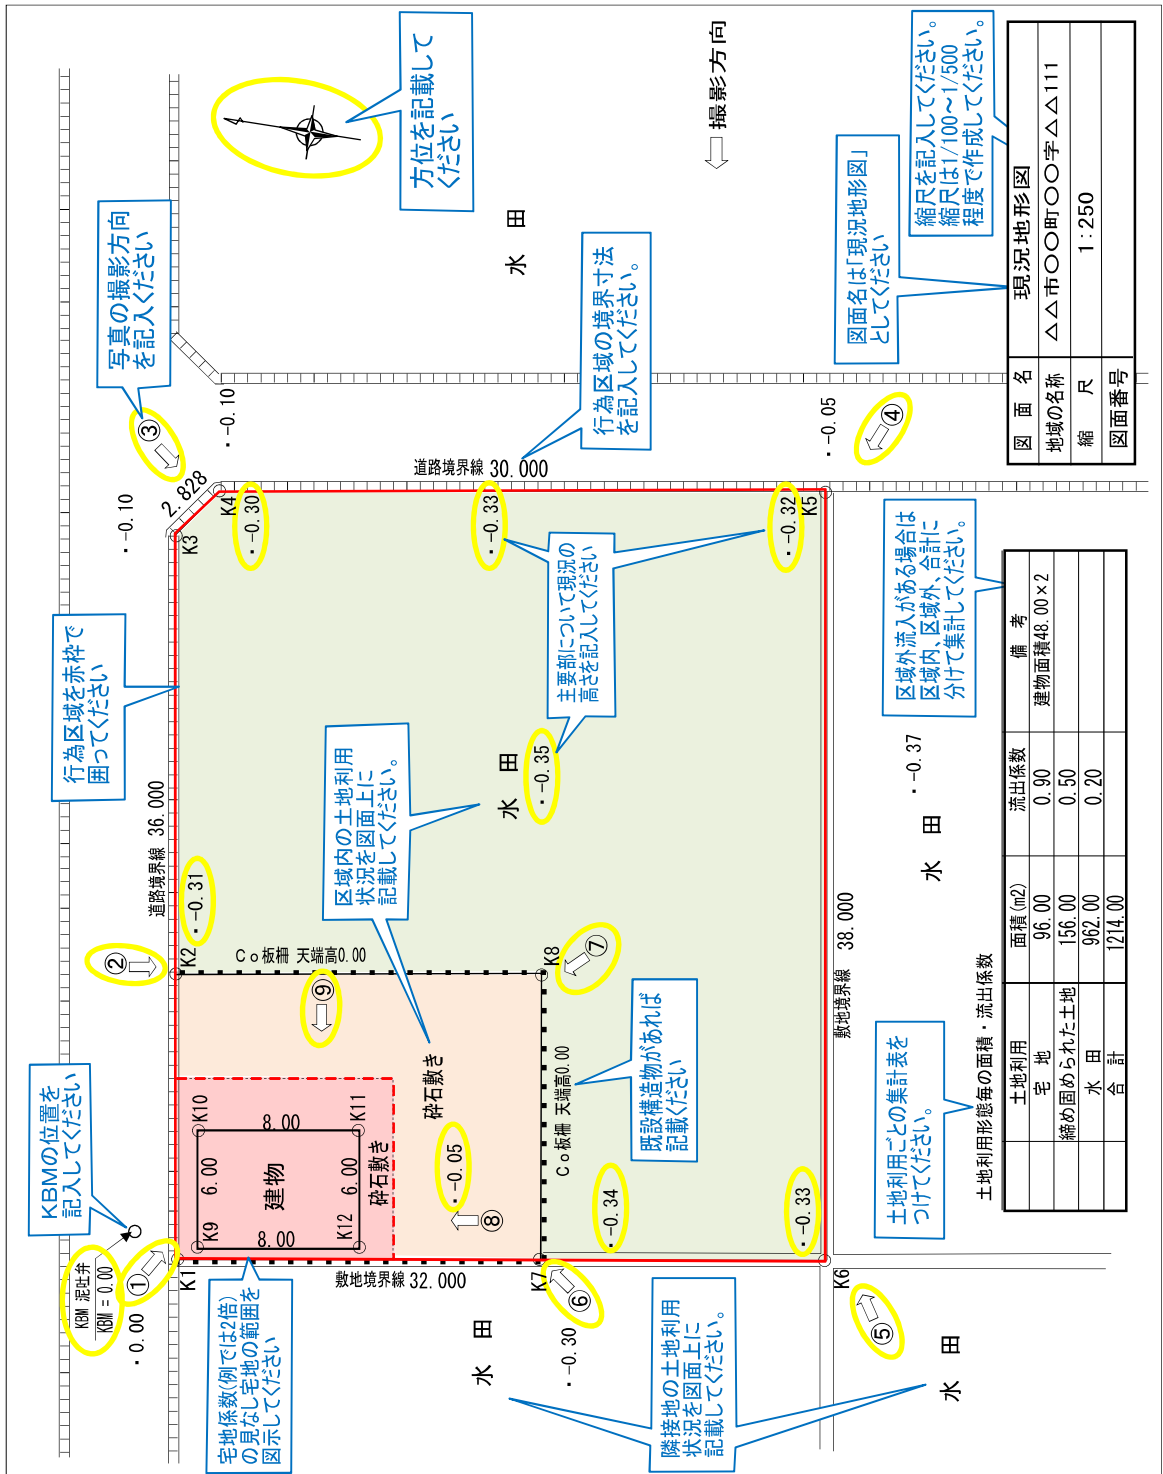 KBMの位置を
記入してください
KBM 泥吐弁
KBM = 0.00
・0.00
①
②
行為区域を赤枠で
囲ってください
・-0.10
③
写真の撮影方向
を記入ください
方位を記載して
ください
道路境界線 36.000
2.828
・-0.10
K1
K2
K3
K4
宅地係数(例では2倍)
の見なし宅地の範囲を
図示してください
K9
K10
6.00
8.00
建物
8.00
6.00
K11
K12
砕石敷き
・-0.31
Co板柵 天端高0.00
⑨
・-0.30
区域内の土地利用
状況を図面上に
記載してください。
砕石敷き
・-0.05
⑧
敷地境界線 32.000
水 田
・-0.35
主要部について現況の
高さを記入してください
・-0.33
道路境界線 30.000
行為区域の境界寸法
を記入してください。
水 田
撮影方向
K7
K8
⑥
⑦
Co板柵 天端高0.00
水 田
・-0.30
・-0.34
既設構造物があれば
記載ください
・-0.33
・-0.32
K5
K6
・-0.05
④
⑤
敷地境界線 38.000
隣接地の土地利用
状況を図面上に
記載してください。
水 田
水 田
・-0.37
土地利用ごとの集計表を
つけてください。
区域外流入がある場合は
区域内、区域外、合計に
分けて集計してください。
図面名は「現況地形図」
としてください
縮尺を記入してください。
縮尺は1/100～1/500
程度で作成してください。
土地利用形態毎の面積・流出係数
土地利用 面積(m2) 流出係数 備 考
宅 地 96.00 0.90 建物面積48.00×2
締め固められた土地 156.00 0.50
水 田 962.00 0.20
合 計 1214.00
図 面 名 現況地形図
地域の名称 △△市〇〇町〇〇字△△111
縮 尺 1:250
図面番号